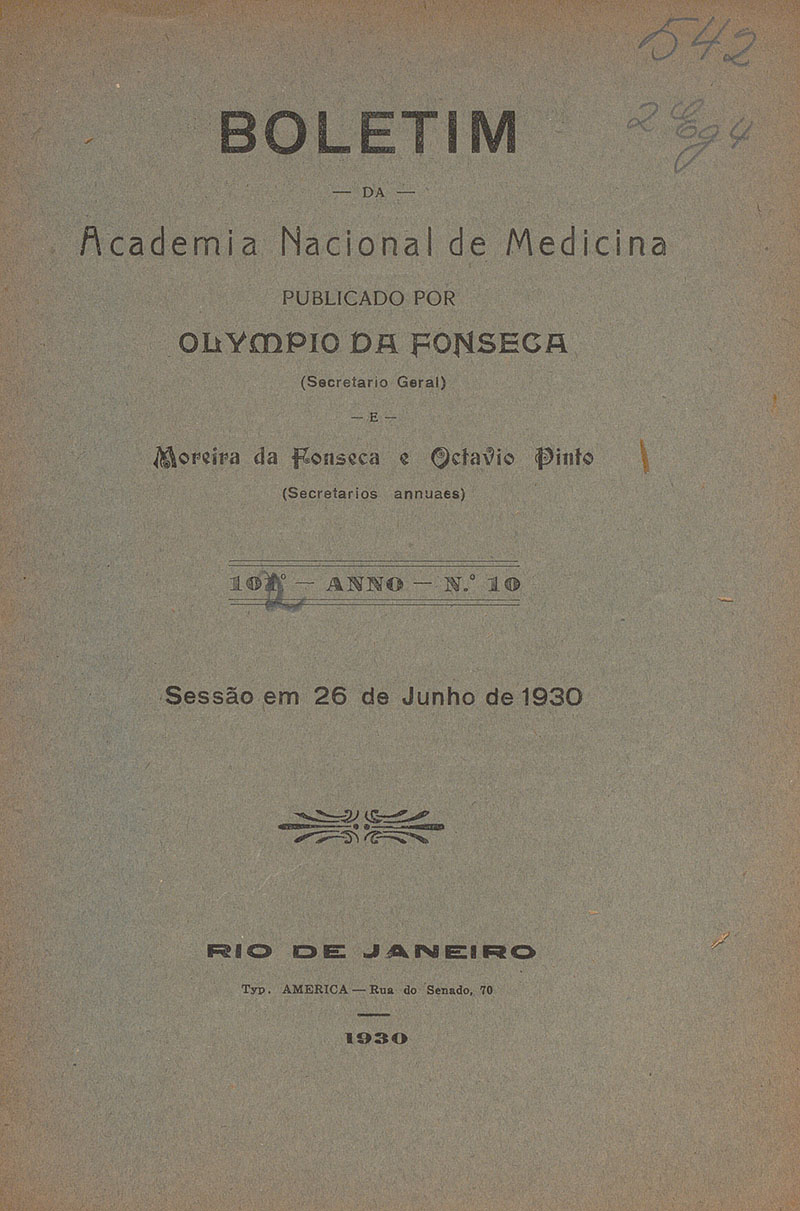 542
BOLETIM
— DA —
Academia Nacional de Medicina
PUBLICADO POR
OLYMPIO DA FONSECA
(Secretario Geral)
— E —
Moreira da Fonseca e Octavio Pinto
(Secretarios annuaes)
— ANNO — N.º 10
Sessão em 26 de Junho de 1930
RIO DE JANEIRO
Typ. AMERICA — Rua do Senado, 70
1930